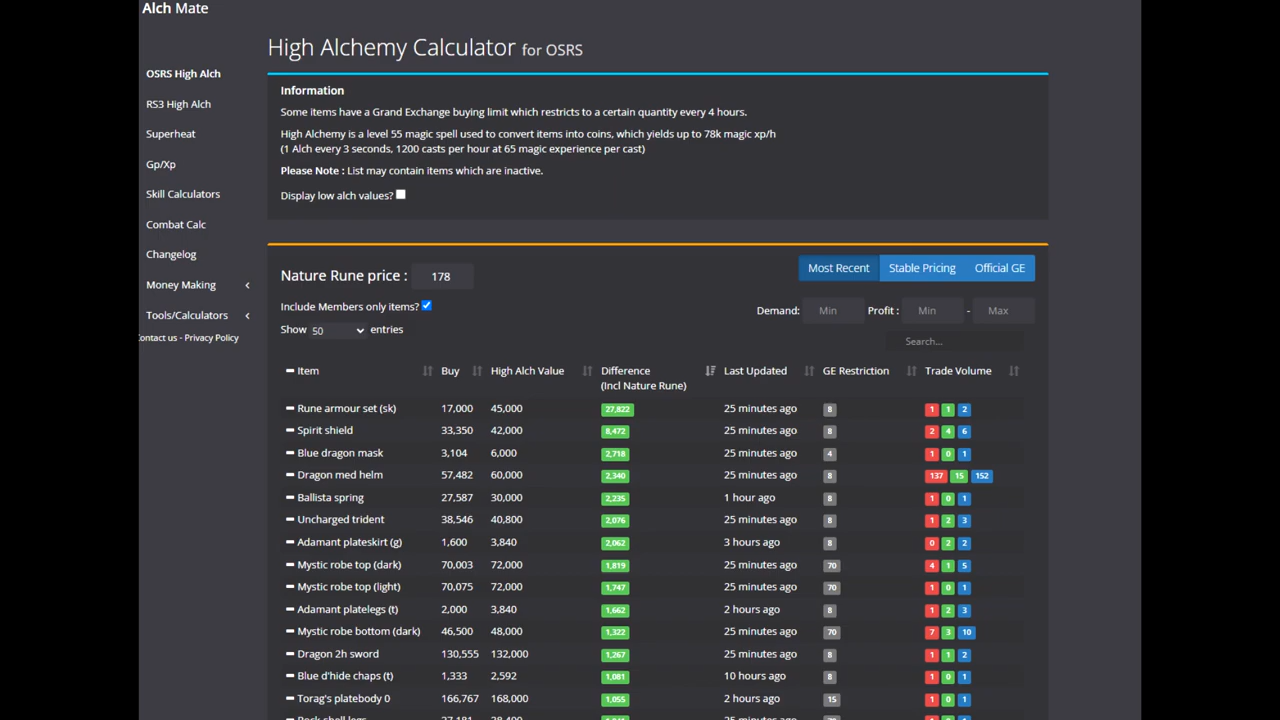 Alch Mate
High Alchemy Calculator for OSRS
OSRS High Alch
RS3 High Alch
Superheat
Gp/Xp
Skill Calculators
Combat Calc
Changelog
Money Making
Tools/Calculators
ontact us - Privacy Policy
Information
Some items have a Grand Exchange buying limit which restricts to a certain quantity every 4 hours.
High Alchemy is a level 55 magic spell used to convert items into coins, which yields up to 78k magic xp/h
(1 Alch every 3 seconds, 1200 casts per hour at 65 magic experience per cast)
Please Note : List may contain items which are inactive.
Display low alch values?
Nature Rune price : 178
Most Recent Stable Pricing Official GE
Include Members only items?
Demand: Min Profit : Min - Max
Show 50 entries
Search...
Item Buy High Alch Value Difference Last Updated GE Restriction Trade Volume
(Incl Nature Rune)
Rune armour set (sk) 17,000 45,000 27,822 25 minutes ago 8 1 1 2
Spirit shield 33,350 42,000 8,472 25 minutes ago 8 2 4 6
Blue dragon mask 3,104 6,000 2,718 25 minutes ago 4 1 0 1
Dragon med helm 57,482 60,000 2,340 25 minutes ago 8 137 15 152
Ballista spring 27,587 30,000 2,235 1 hour ago 8 1 0 1
Uncharged trident 38,546 40,800 2,076 25 minutes ago 8 1 2 3
Adamant plateskirt (g) 1,600 3,840 2,062 3 hours ago 8 0 2 2
Mystic robe top (dark) 70,003 72,000 1,819 25 minutes ago 70 4 1 5
Mystic robe top (light) 70,075 72,000 1,747 25 minutes ago 70 1 0 1
Adamant platelegs (t) 2,000 3,840 1,662 2 hours ago 8 1 2 3
Mystic robe bottom (dark) 46,500 48,000 1,322 25 minutes ago 70 7 3 10
Dragon 2h sword 130,555 132,000 1,267 25 minutes ago 8 1 1 2
Blue d'hide chaps (t) 1,333 2,592 1,081 10 hours ago 8 1 0 1
Torag's platebody 0 166,767 168,000 1,055 2 hours ago 15 1 0 1